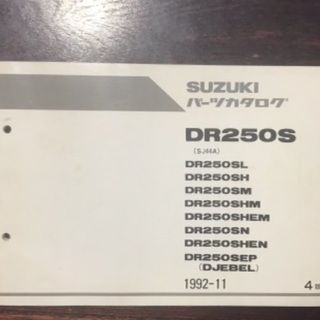 SUZUKI
パーツカタログ
DR250S
(SJ44A)
DR250SL
DR250SH
DR250SM
DR250SHM
DR250SHEM
DR250SN
DR250SHEN
DR250SEP
(DJEBEL)
1992-11
4版